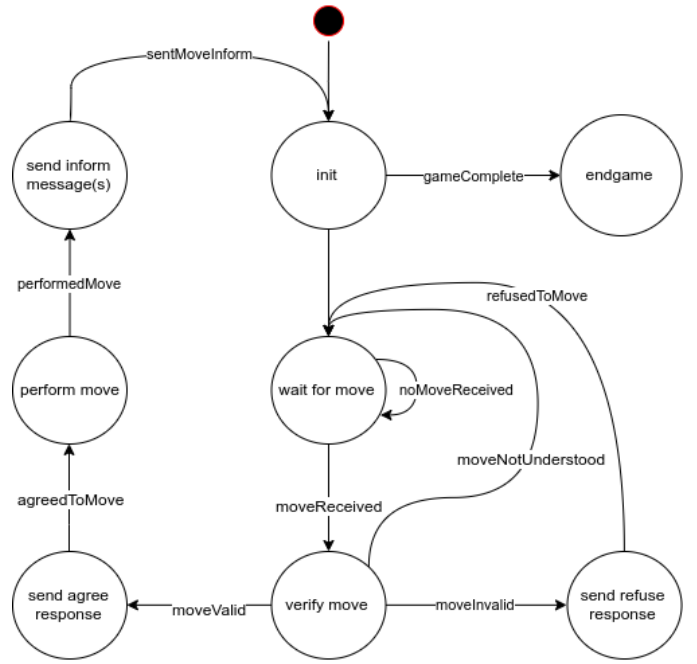 sentMoveInform
send inform
message(s)
init
gameComplete
endgame
performedMove
refusedToMove
perform move
wait for move
noMoveReceived
moveNotUnderstood
agreedToMove
moveReceived
send agree
response
moveValid
verify move
moveInvalid
send refuse
response